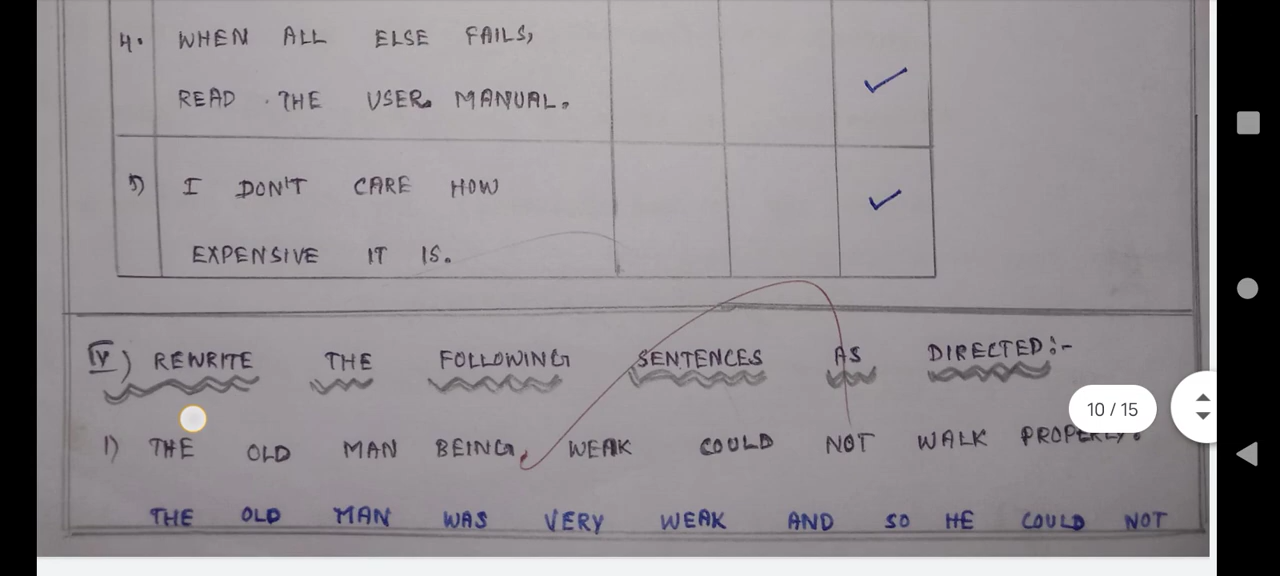 4. WHEN ALL ELSE FAILS,
READ THE USER MANUAL.
5) I DON'T CARE HOW
EXPENSIVE IT IS.
IV) REWRITE THE FOLLOWING SENTENCES AS DIRECTED:-
10 / 15
1) THE OLD MAN BEING, WEAK COULD NOT WALK PROPERLY.
THE OLD MAN WAS VERY WEAK AND SO HE COULD NOT